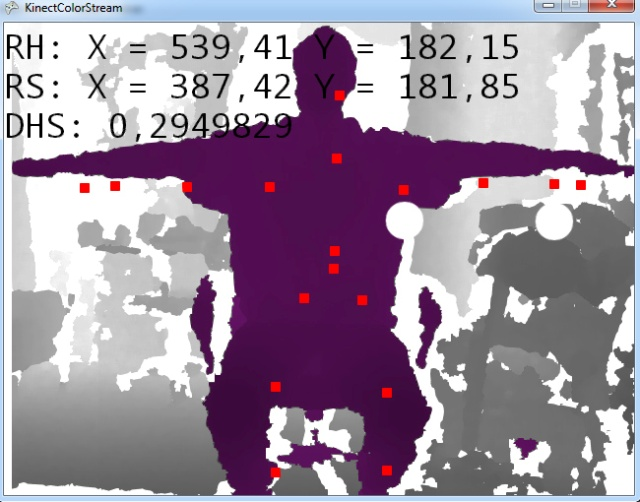 KinectColorStream
RH: X = 539,41 Y = 182,15
RS: X = 387,42 Y = 181,85
DHS: 0,2949829